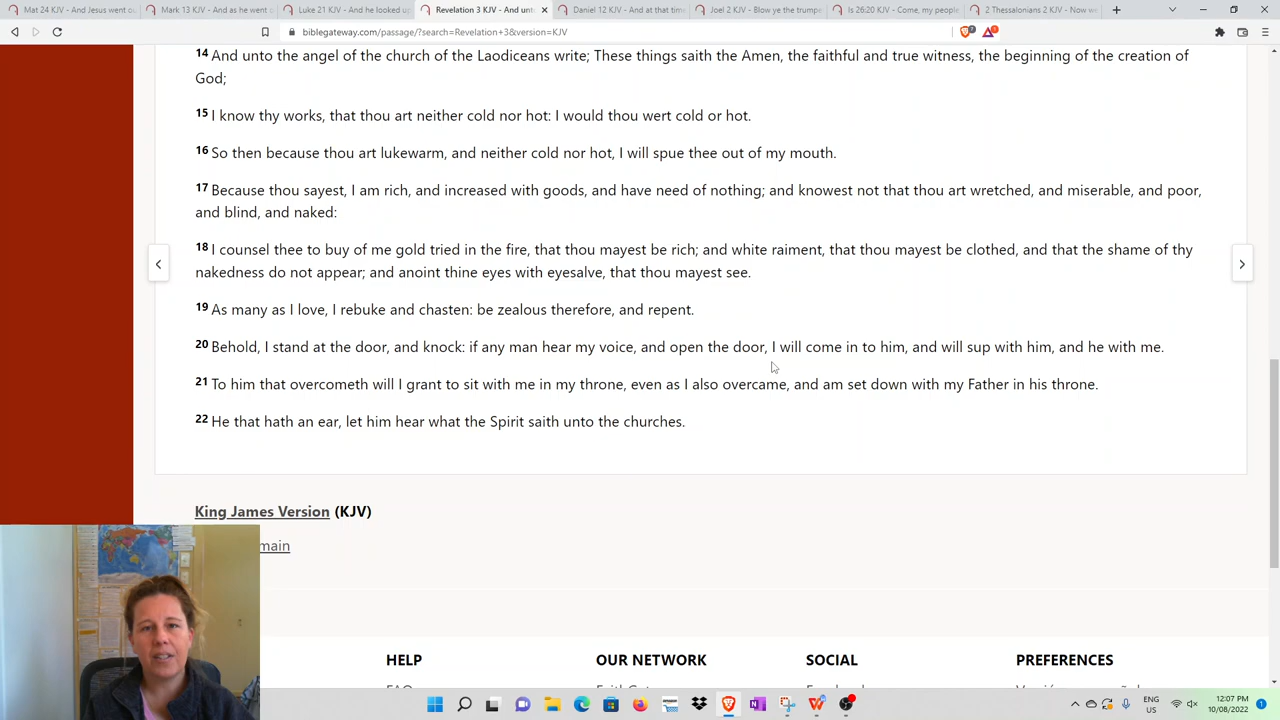 Mat 24 KJV - And Jesus went ou
Mark 13 KJV - And as he went o
Luke 21 KJV - And he looked up
Revelation 3 KJV - And unto
Daniel 12 KJV - And at that time
Joel 2 KJV - Blow ye the trumpe
Is 26:20 KJV - Come, my people
2 Thessalonians 2 KJV - Now we
biblegateway.com/passage/?search=Revelation+3&version=KJV
14 And unto the angel of the church of the Laodiceans write; These things saith the Amen, the faithful and true witness, the beginning of the creation of
God;
15 I know thy works, that thou art neither cold nor hot: I would thou wert cold or hot.
16 So then because thou art lukewarm, and neither cold nor hot, I will spue thee out of my mouth.
17 Because thou sayest, I am rich, and increased with goods, and have need of nothing; and knowest not that thou art wretched, and miserable, and poor,
and blind, and naked:
18 I counsel thee to buy of me gold tried in the fire, that thou mayest be rich; and white raiment, that thou mayest be clothed, and that the shame of thy
nakedness do not appear; and anoint thine eyes with eyesalve, that thou mayest see.
19 As many as I love, I rebuke and chasten: be zealous therefore, and repent.
20 Behold, I stand at the door, and knock: if any man hear my voice, and open the door, I will come in to him, and will sup with him, and he with me.
21 To him that overcometh will I grant to sit with me in my throne, even as I also overcame, and am set down with my Father in his throne.
22 He that hath an ear, let him hear what the Spirit saith unto the churches.
King James Version (KJV)
main
HELP
OUR NETWORK
SOCIAL
PREFERENCES
ENG
US
12:07 PM
10/08/2022